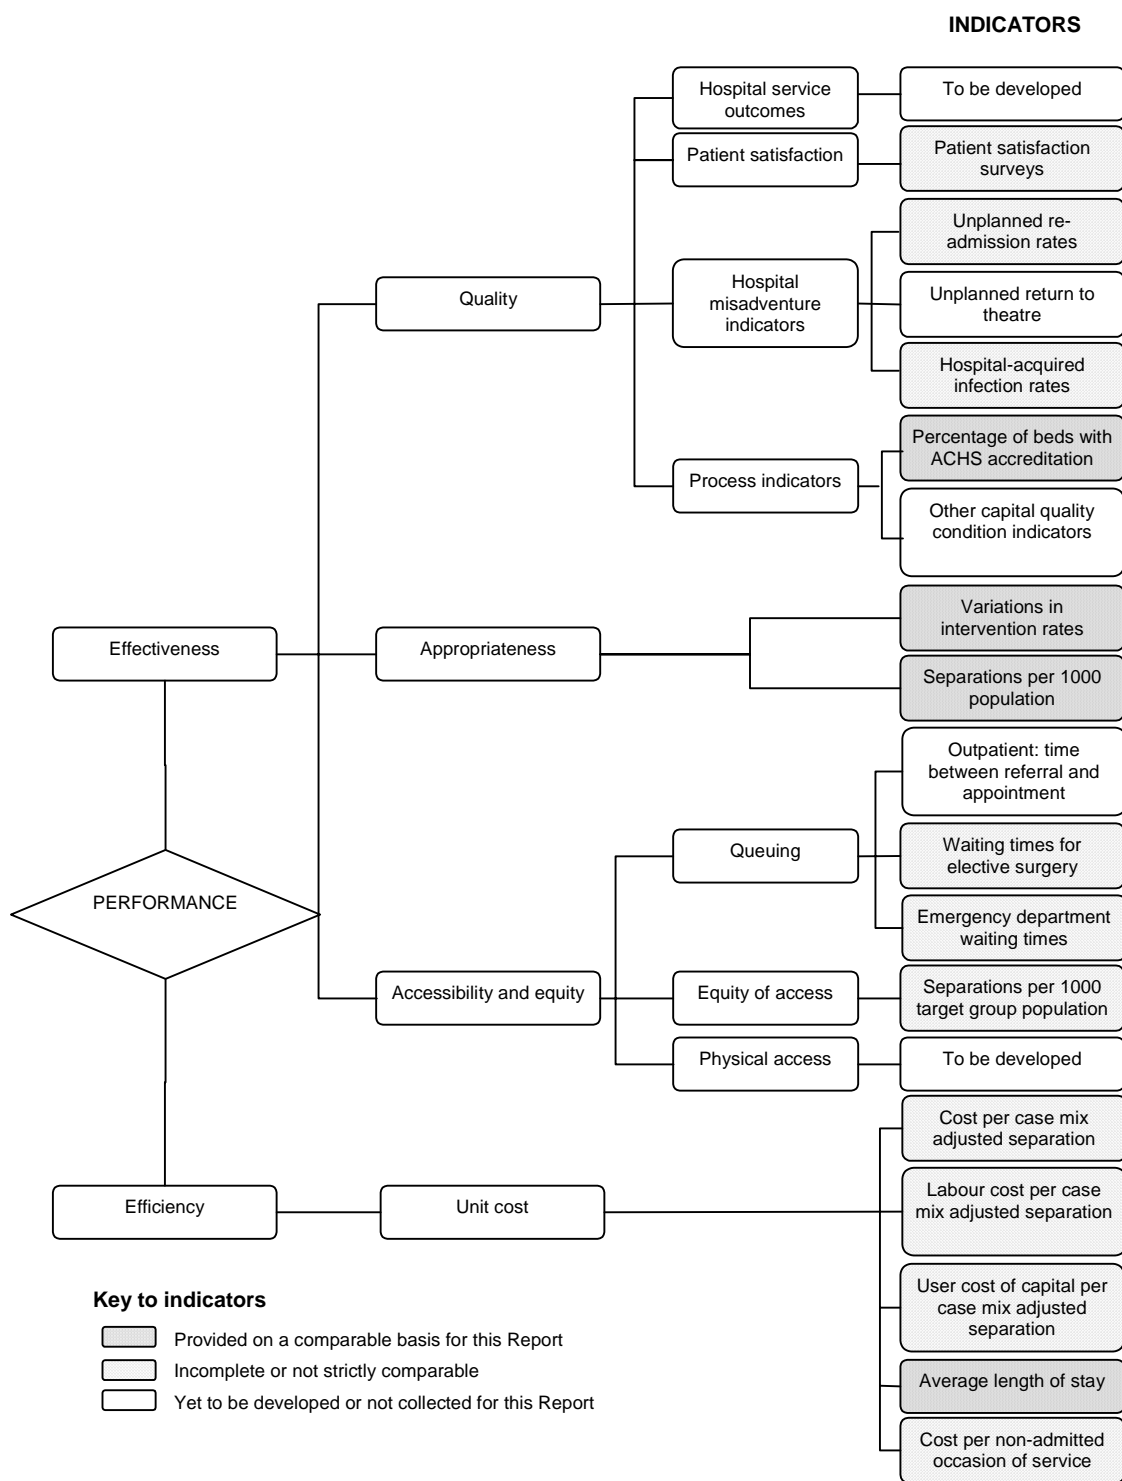 INDICATORS
Hospital service
outcomes
To be developed
Patient satisfaction
Patient satisfaction
surveys
Unplanned re-
admission rates
Quality
Hospital
misadventure
indicators
Unplanned return to
theatre
Hospital-acquired
infection rates
Process indicators
Percentage of beds with
ACHS accreditation
Other capital quality
condition indicators
Effectiveness
Appropriateness
Variations in
intervention rates
Separations per 1000
population
Outpatient: time
between referral and
appointment
Queuing
Waiting times for
elective surgery
Emergency department
waiting times
PERFORMANCE
Accessibility and equity
Equity of access
Separations per 1000
target group population
Physical access
To be developed
Cost per case mix
adjusted separation
Efficiency
Unit cost
Labour cost per case
mix adjusted separation
User cost of capital per
case mix adjusted
separation
Average length of stay
Cost per non-admitted
occasion of service
Key to indicators
Provided on a comparable basis for this Report
Incomplete or not strictly comparable
Yet to be developed or not collected for this Report